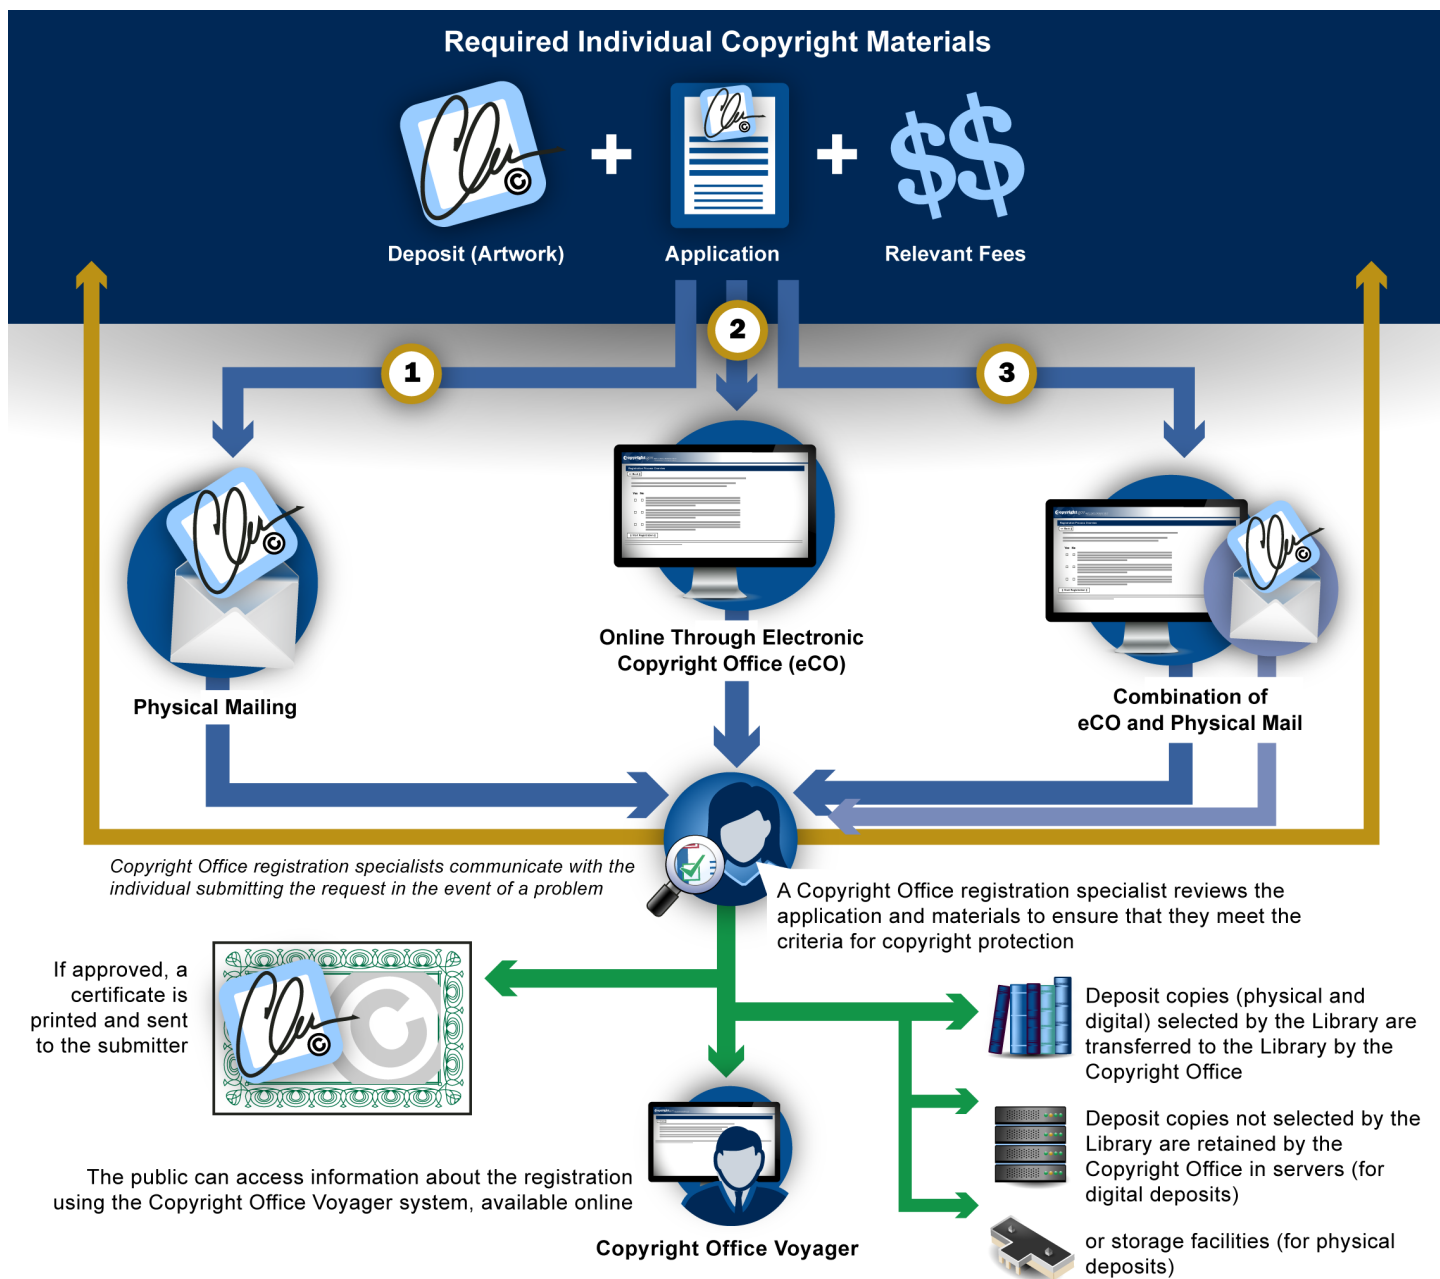 Required Individual Copyright Materials
Deposit (Artwork)
Application
Relevant Fees
1
2
3
Physical Mailing
Online Through Electronic
Copyright Office (eCO)
Combination of
eCO and Physical Mail
Copyright Office registration specialists communicate with the
individual submitting the request in the event of a problem
A Copyright Office registration specialist reviews the
application and materials to ensure that they meet the
criteria for copyright protection
If approved, a
certificate is
printed and sent
to the submitter
Deposit copies (physical and
digital) selected by the Library are
transferred to the Library by the
Copyright Office
Deposit copies not selected by the
Library are retained by the
Copyright Office in servers (for
digital deposits)
or storage facilities (for physical
deposits)
The public can access information about the registration
using the Copyright Office Voyager system, available online
Copyright Office Voyager